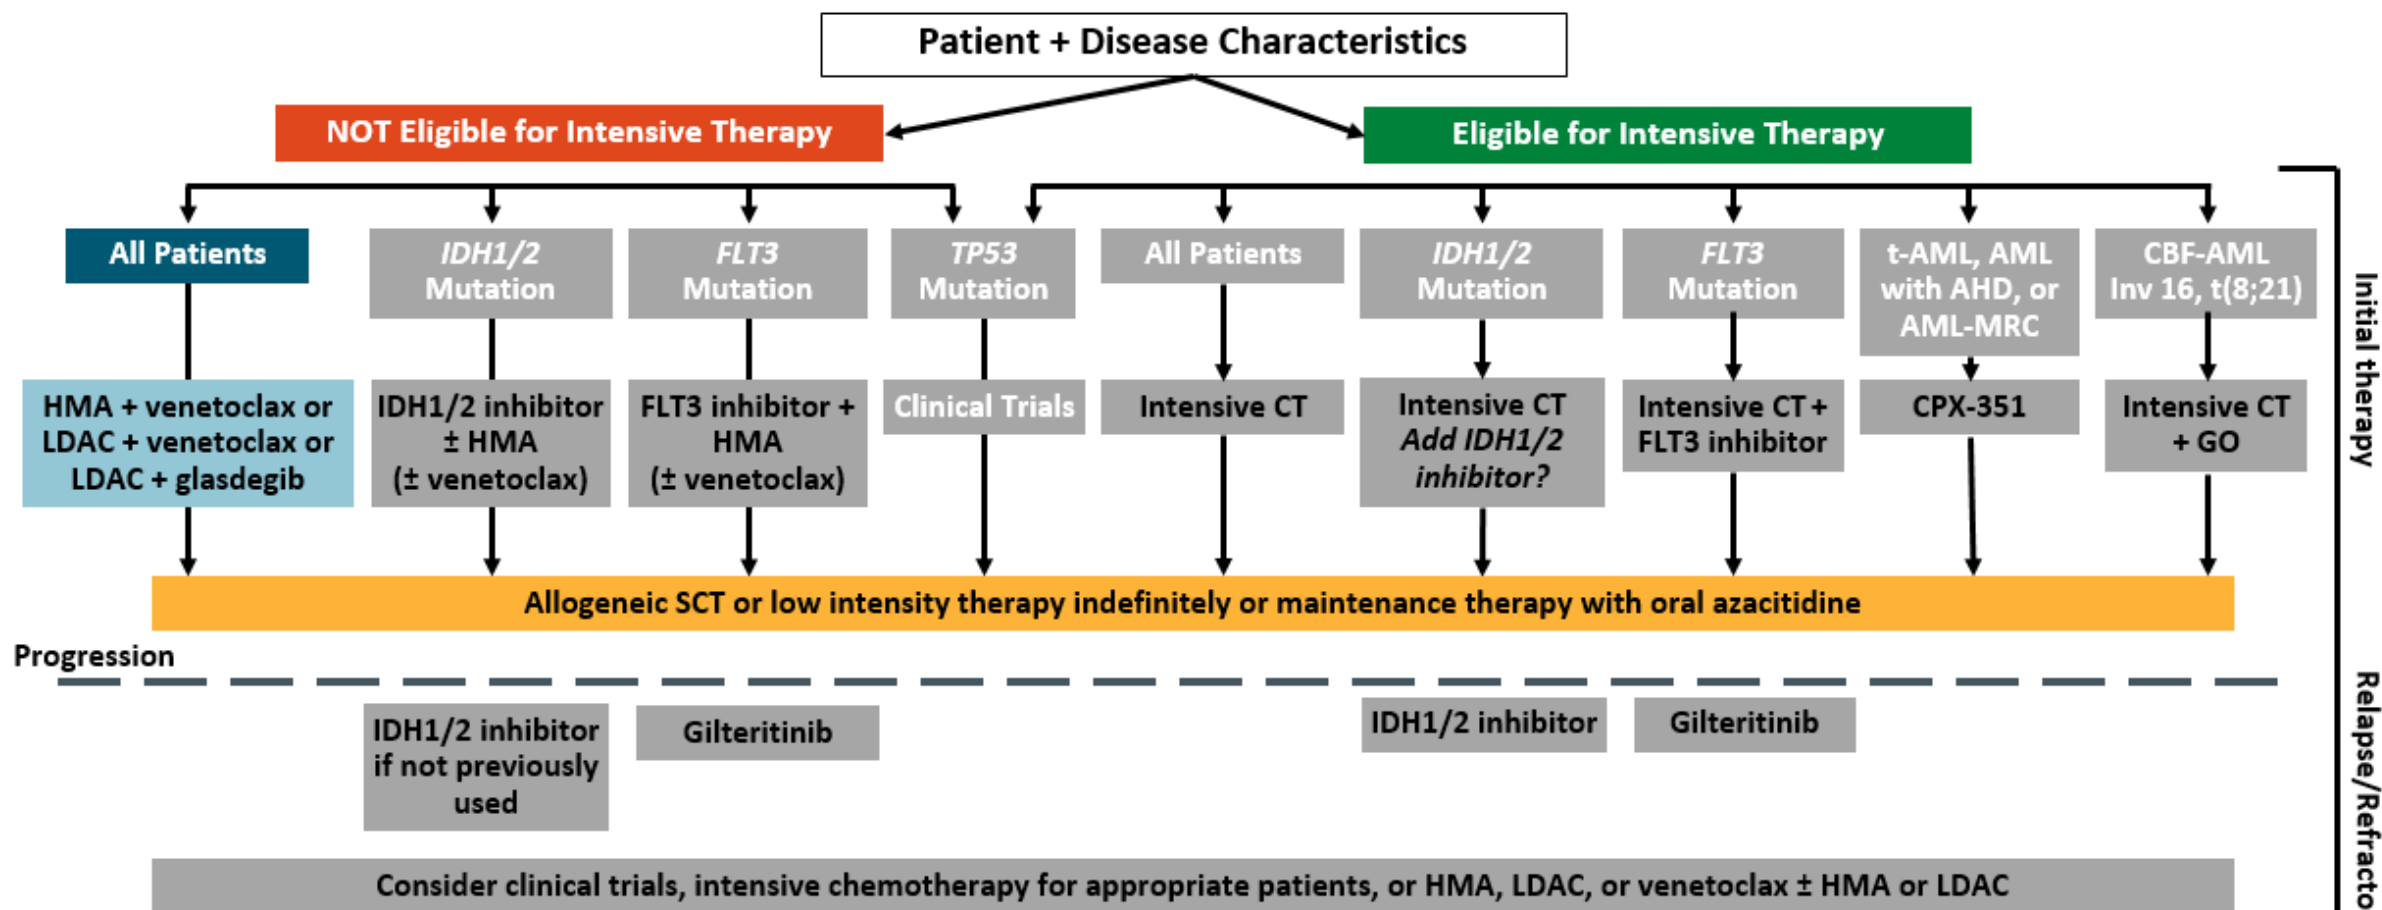 Patient + Disease Characteristics
NOT Eligible for Intensive Therapy
Eligible for Intensive Therapy
All Patients
IDH1/2
Mutation
FLT3
Mutation
TP53
Mutation
All Patients
IDH1/2
Mutation
FLT3
Mutation
t-AML, AML
with AHD, or
AML-MRC
CBF-AML
Inv 16, t(8;21)
HMA + venetoclax or
LDAC + venetoclax or
LDAC + glasdegib
IDH1/2 inhibitor
± HMA
(± venetoclax)
FLT3 inhibitor +
HMA
(± venetoclax)
Clinical Trials
Intensive CT
Intensive CT
Add IDH1/2
inhibitor?
Intensive CT +
FLT3 inhibitor
CPX-351
Intensive CT
+ GO
Initial therapy
Allogeneic SCT or low intensity therapy indefinitely or maintenance therapy with oral azacitidine
Progression
IDH1/2 inhibitor
if not previously
used
Gilteritinib
IDH1/2 inhibitor
Gilteritinib
Relapse/Refracto
Consider clinical trials, intensive chemotherapy for appropriate patients, or HMA, LDAC, or venetoclax ± HMA or LDAC